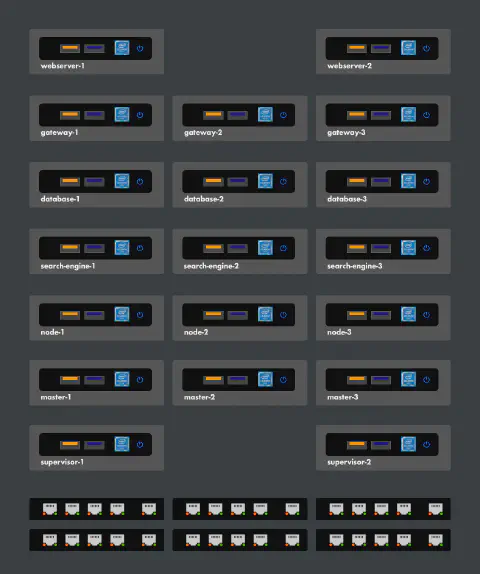 webserver-1
webserver-2
gateway-1
gateway-2
gateway-3
database-1
database-2
database-3
search-engine-1
search-engine-2
search-engine-3
node-1
node-2
node-3
master-1
master-2
master-3
supervisor-1
supervisor-2